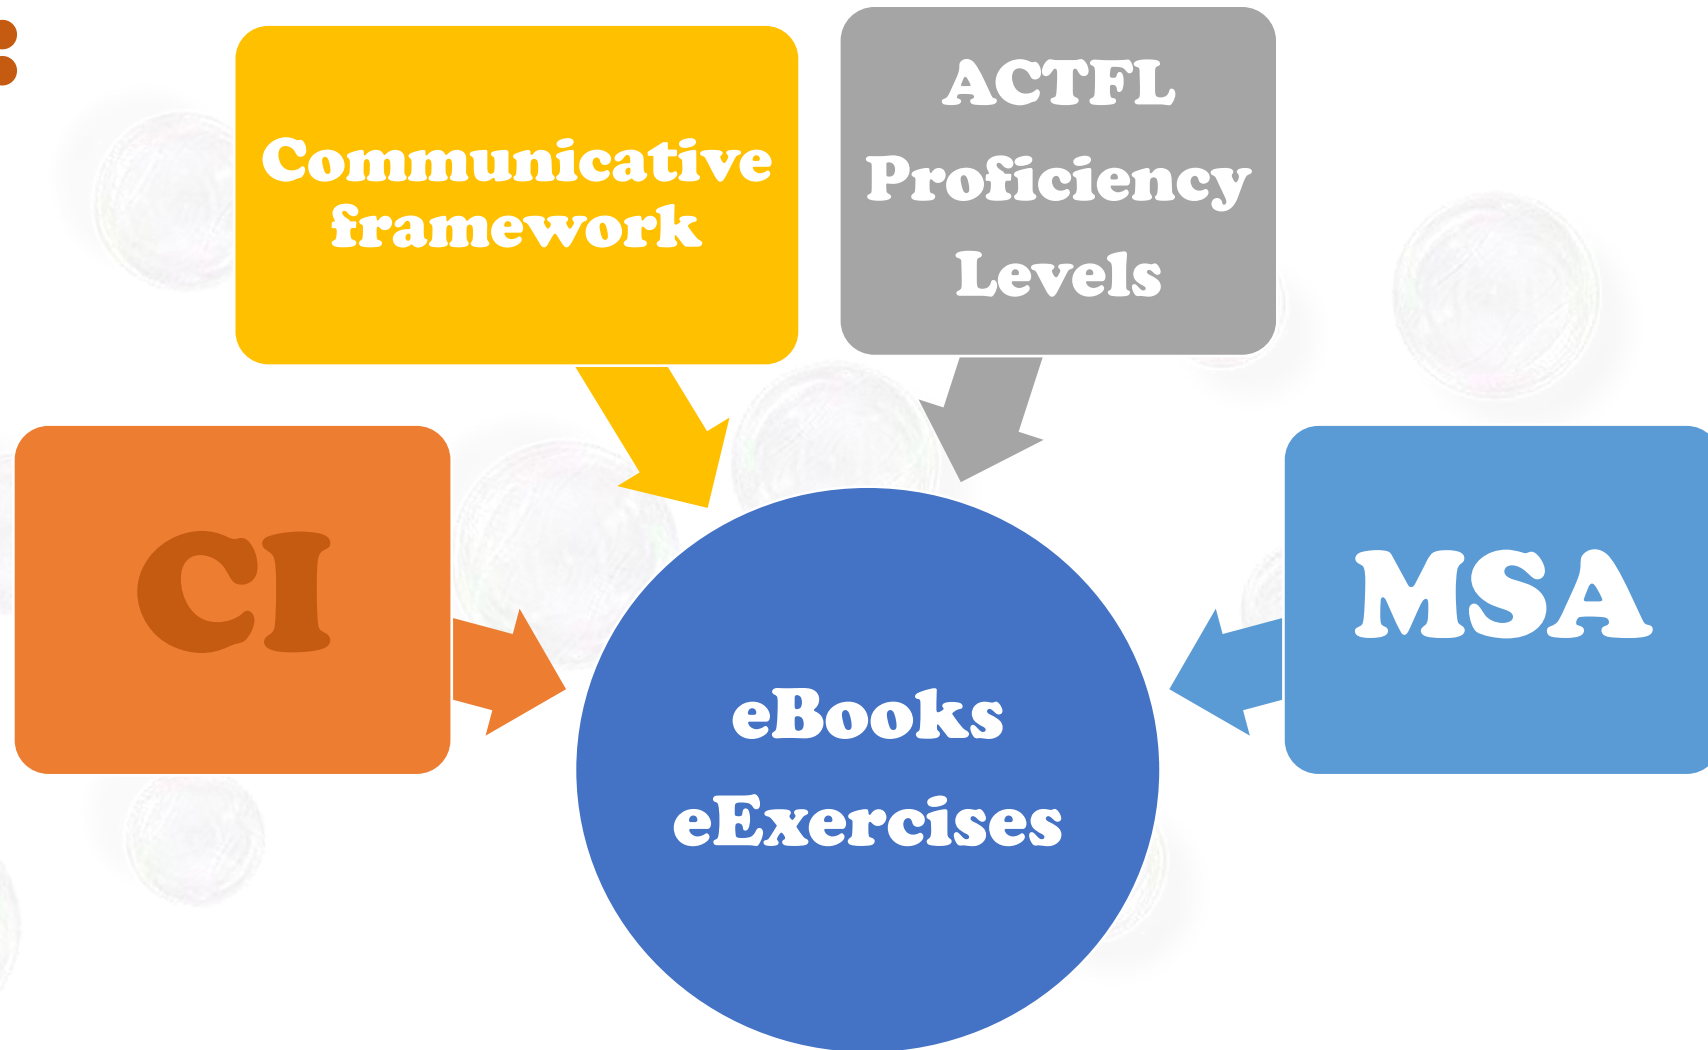 Communicative
framework
ACTFL
Proficiency
Levels
CI
MSA
eBooks
eExercises